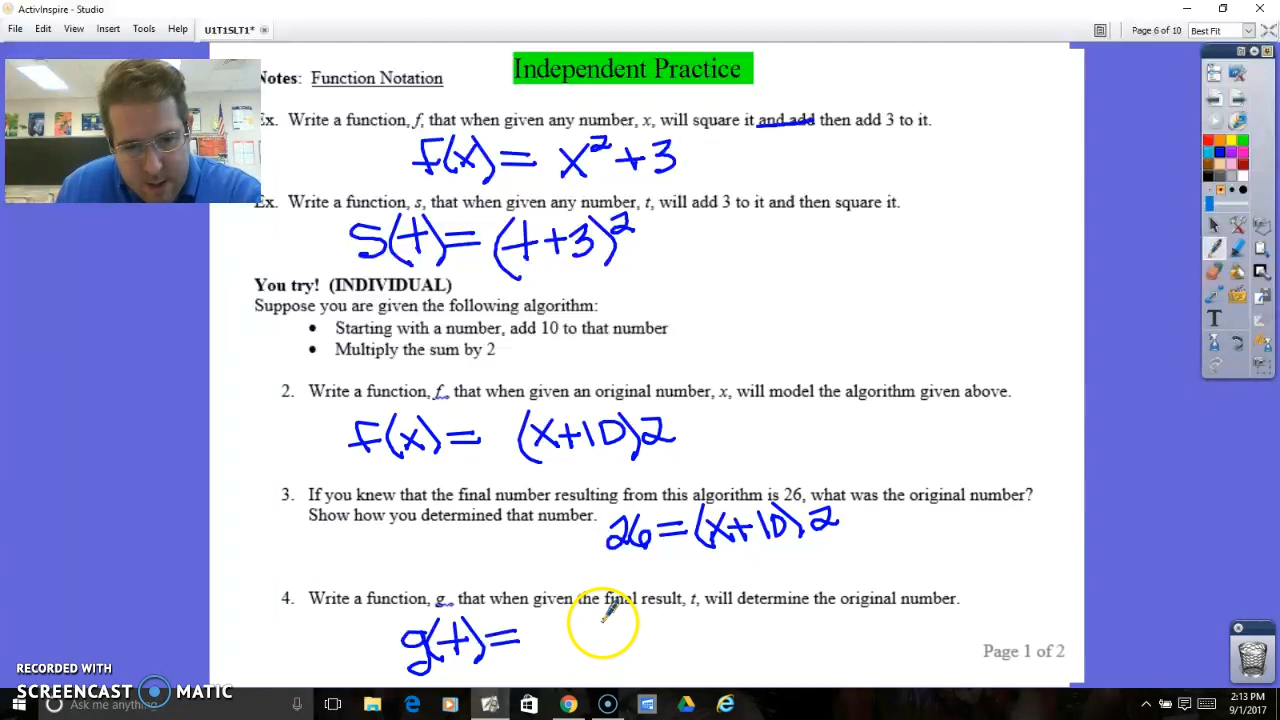 ActivInspire - Studio
File Edit View Insert Tools Help U1T1SLT1* Page 6 of 10 Best Fit
Independent Practice
Notes: Function Notation
Ex. Write a function, f, that when given any number, x, will square it and add then add 3 to it.
f(x) = x² + 3
Ex. Write a function, s, that when given any number, t, will add 3 to it and then square it.
s(t) = (t+3)²
You try! (INDIVIDUAL)
Suppose you are given the following algorithm:
• Starting with a number, add 10 to that number
• Multiply the sum by 2
2. Write a function, f, that when given an original number, x, will model the algorithm given above.
f(x) = (x+10)2
3. If you knew that the final number resulting from this algorithm is 26, what was the original number?
Show how you determined that number.
26 = (x+10)2
4. Write a function, g, that when given the final result, t, will determine the original number.
g(t) =
Page 1 of 2
RECORDED WITH
SCREENCAST MATIC
Ask me anything
2:13 PM
9/1/2017